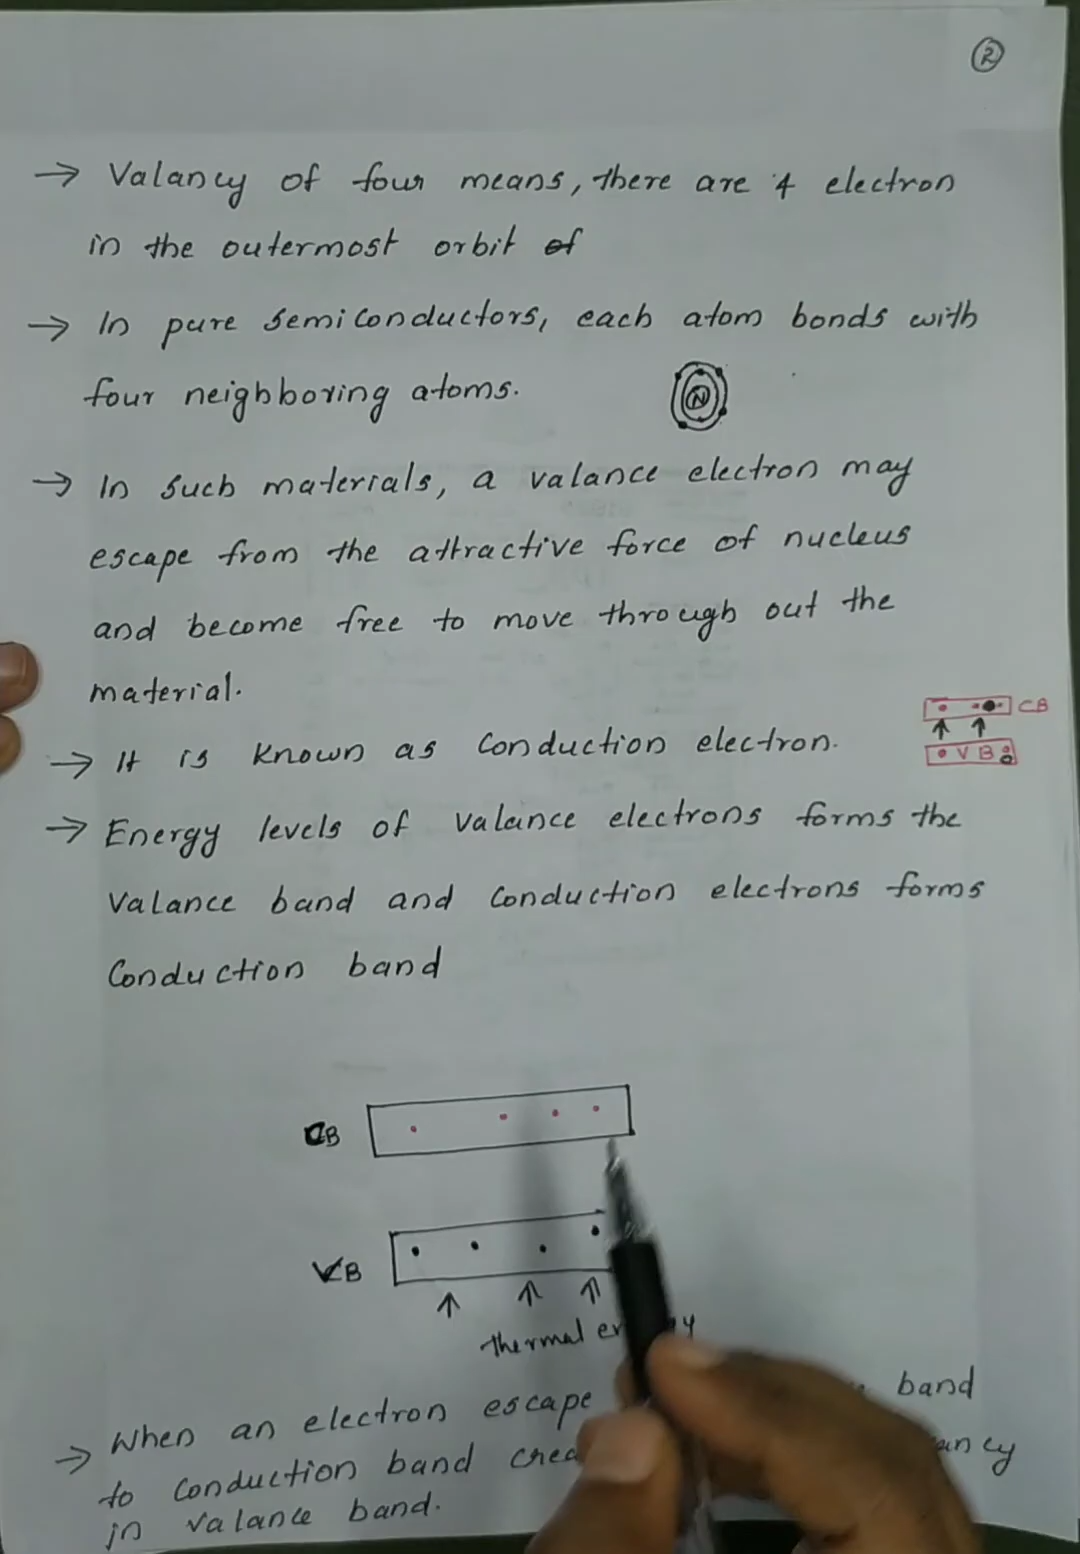 2
→ Valancy of four means, there are 4 electron
in the outermost orbit of
→ In pure semiconductors, each atom bonds with
four neighboring atoms.
N
→ In such materials, a valance electron may
escape from the attractive force of nucleus
and become free to move through out the
material.
CB
→ It is known as conduction electron.
VB
→ Energy levels of valance electrons forms the
valance band and conduction electrons forms
conduction band
CB
VB
thermal
→ When an electron escape band
to conduction band
in valance band.